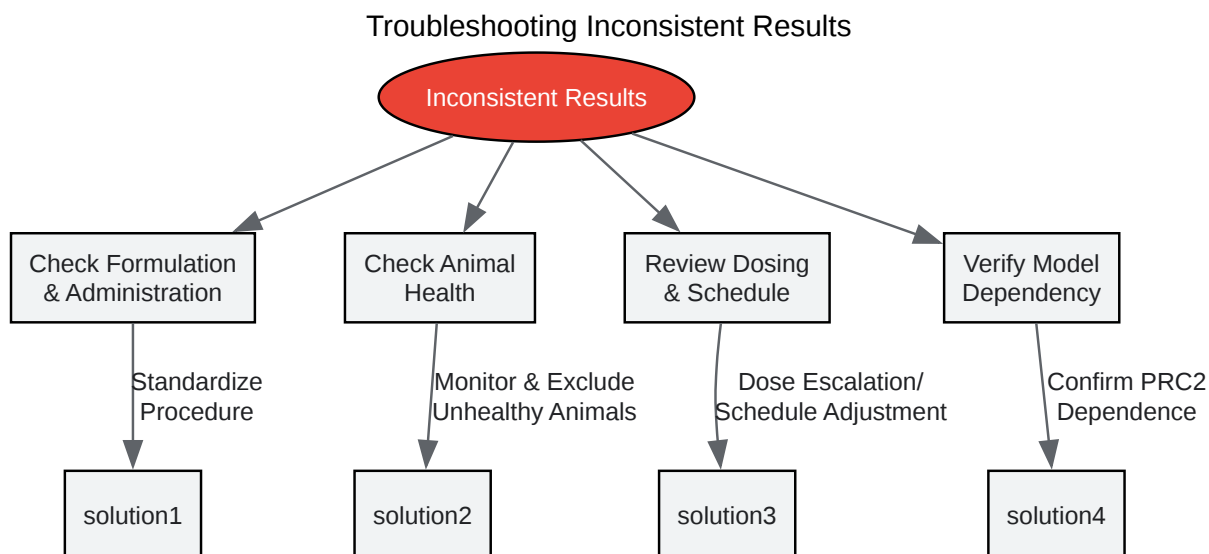 Troubleshooting Inconsistent Results
Inconsistent Results
Check Formulation
& Administration
Check Animal
Health
Review Dosing
& Schedule
Verify Model
Dependency
Standardize
Procedure
Monitor & Exclude
Unhealthy Animals
Dose Escalation/
Schedule Adjustment
Confirm PRC2
Dependence
solution1
solution2
solution3
solution4